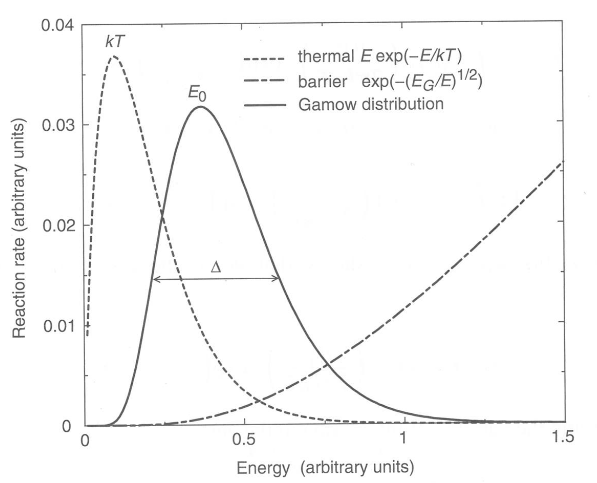 0.04
kT
thermal E exp(−E/kT)
barrier exp(−(E_G/E)^1/2)
Gamow distribution
E₀
0.03
Reaction rate (arbitrary units)
0.02
Δ
0.01
0
0 0.5 1 1.5
Energy (arbitrary units)